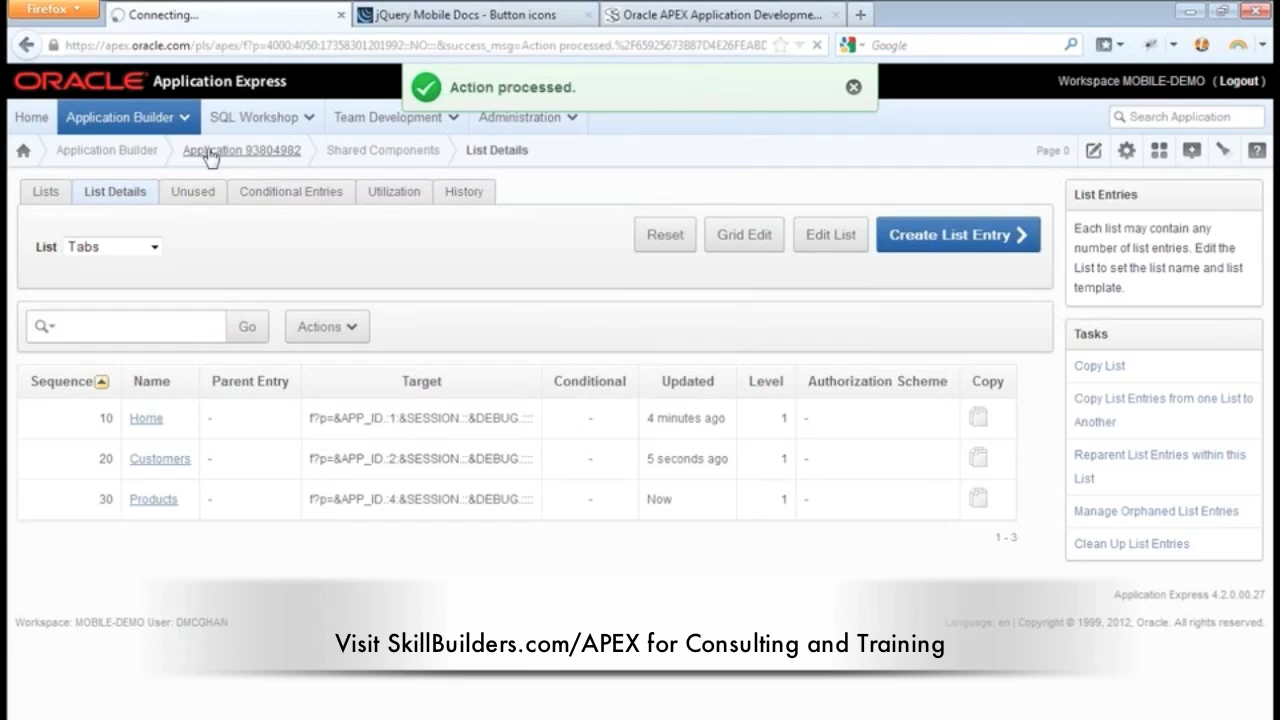 Firefox
Connecting...
jQuery Mobile Docs - Button icons
Oracle APEX Application Developme...
https://apex.oracle.com/pls/apex/f?p=4000:4050:17358301201992::NO:::&success_msg=Action processed.%2F65925673B87D4E26FEABD
Google
ORACLE Application Express
Action processed.
Workspace MOBILE-DEMO ( Logout )
Home
Application Builder
SQL Workshop
Team Development
Administration
Search Application
Application Builder
Application 93804982
Shared Components
List Details
Page 0
Lists
List Details
Unused
Conditional Entries
Utilization
History
List Tabs
Reset
Grid Edit
Edit List
Create List Entry
Go
Actions
Sequence Name Parent Entry Target Conditional Updated Level Authorization Scheme Copy
10 Home - f?p=&APP_ID.:1:&SESSION.::&DEBUG.:::: - 4 minutes ago 1 -
20 Customers - f?p=&APP_ID.:2:&SESSION.::&DEBUG.:::: - 5 seconds ago 1 -
30 Products - f?p=&APP_ID.:4:&SESSION.::&DEBUG.:::: - Now 1 -
1 - 3
List Entries
Each list may contain any
number of list entries. Edit the
List to set the list name and list
template.
Tasks
Copy List
Copy List Entries from one List to
Another
Reparent List Entries within this
List
Manage Orphaned List Entries
Clean Up List Entries
Application Express 4.2.0.00.27
Workspace: MOBILE-DEMO User: DMCGHAN
Language: en | Copyright © 1999, 2012, Oracle. All rights reserved.
Visit SkillBuilders.com/APEX for Consulting and Training